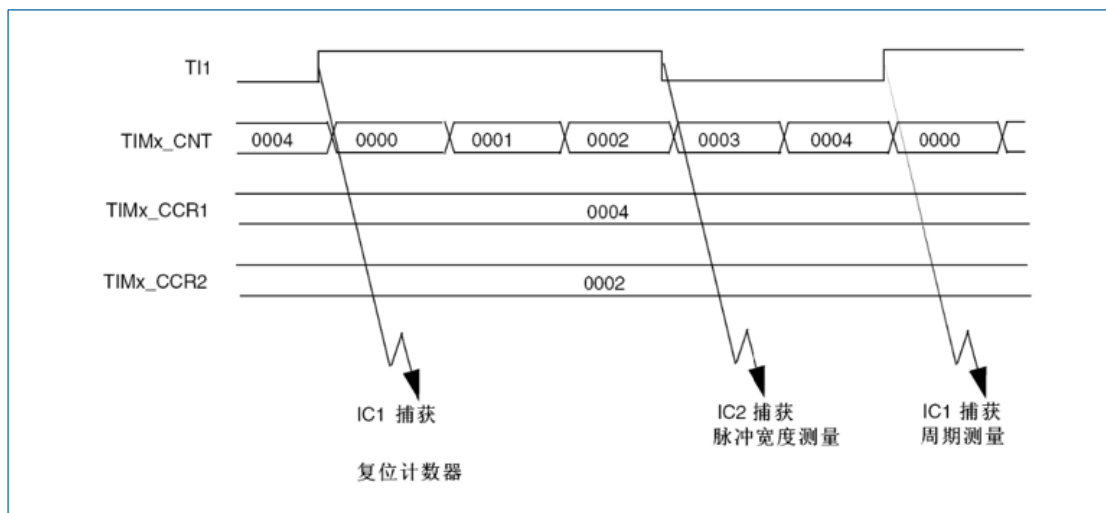 TI1
TIMx_CNT 0004 0000 0001 0002 0003 0004 0000
TIMx_CCR1 0004
TIMx_CCR2 0002
IC1 捕获
复位计数器
IC2 捕获
脉冲宽度测量
IC1 捕获
周期测量